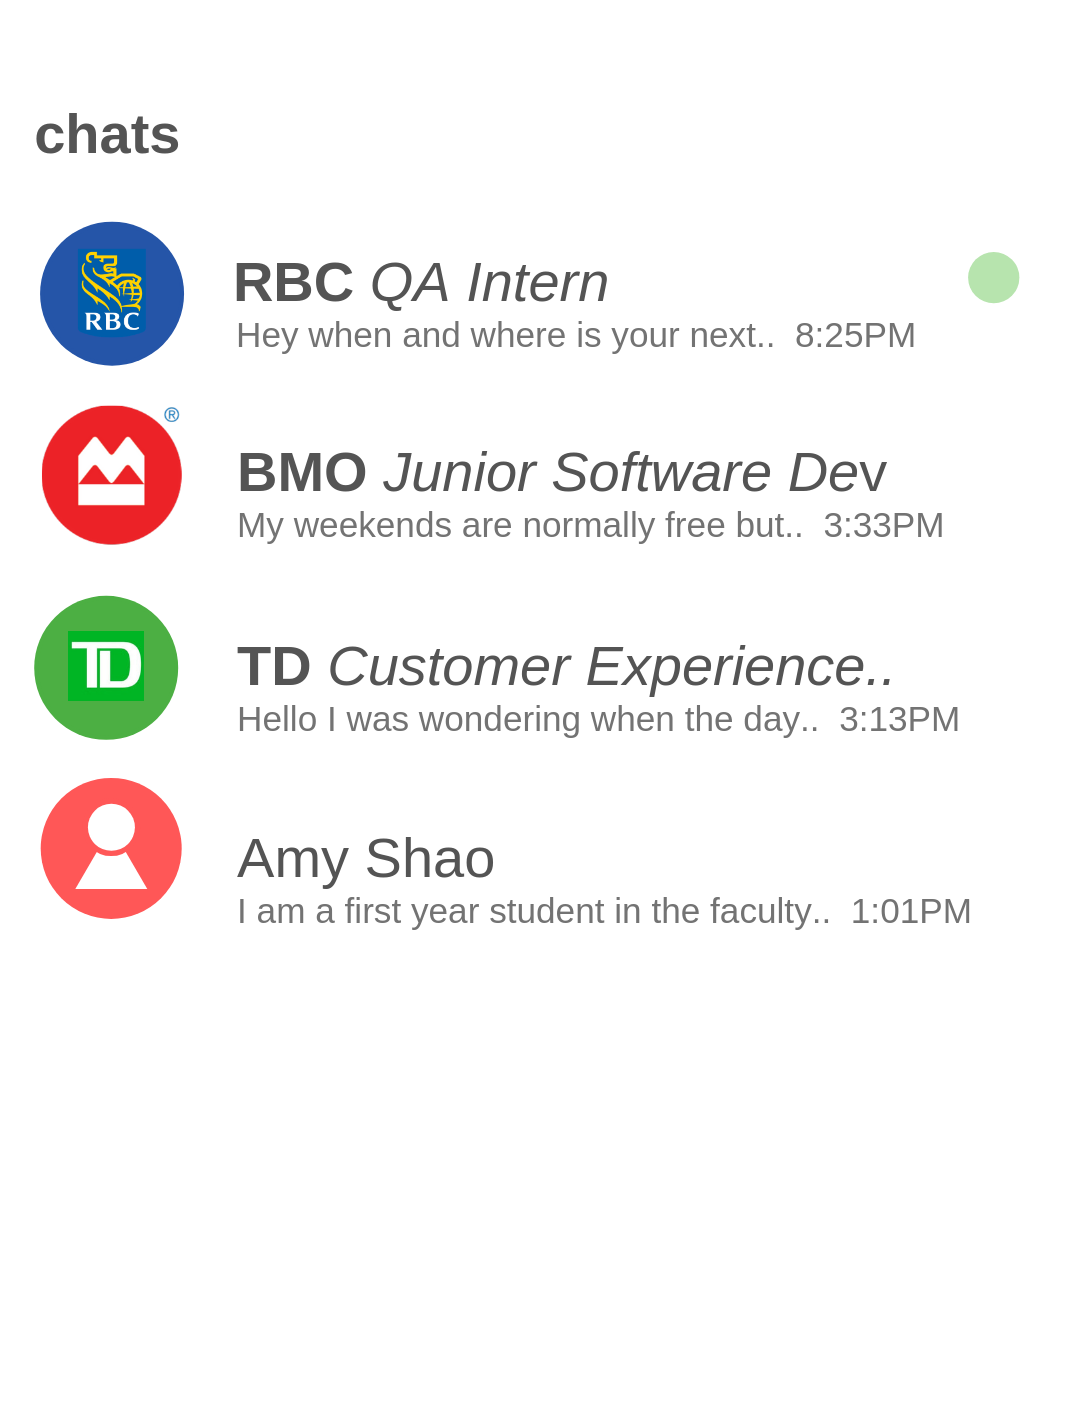 chats
RBC QA Intern
Hey when and where is your next.. 8:25PM
RBC
®
BMO Junior Software Dev
My weekends are normally free but.. 3:33PM
TD Customer Experience..
Hello I was wondering when the day.. 3:13PM
TD
Amy Shao
I am a first year student in the faculty.. 1:01PM